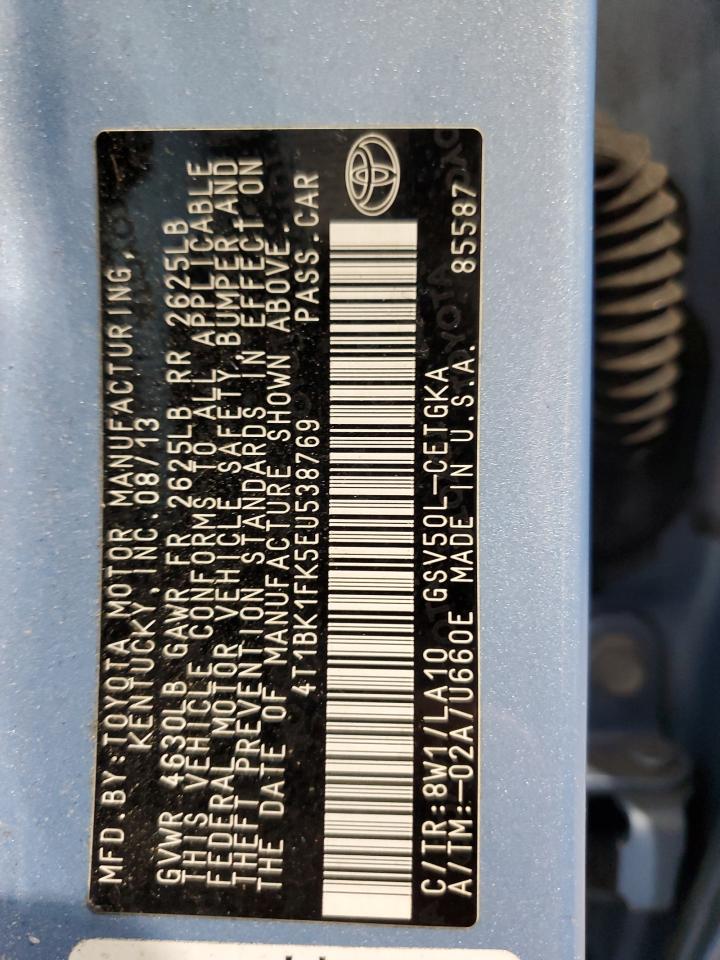 MFD.BY:TOYOTA MOTOR MANUFACTURING,
KENTUCKY,INC.08/13
GVWR 4630LB GAWR FR 2625LB RR 2625LB
THIS VEHICLE CONFORMS TO ALL APPLICABLE
FEDERAL MOTOR VEHICLE SAFETY,BUMPER AND
THEFT PREVENTION STANDARDS IN EFFECT ON
THE DATE OF MANUFACTURE SHOWN ABOVE.
4T1BK1FK5EU538769 PASS.CAR
C/TR:8W1/LA10 GSV50L-CETGKA
A/TM:-02A/U660E MADE IN U.S.A. 85587